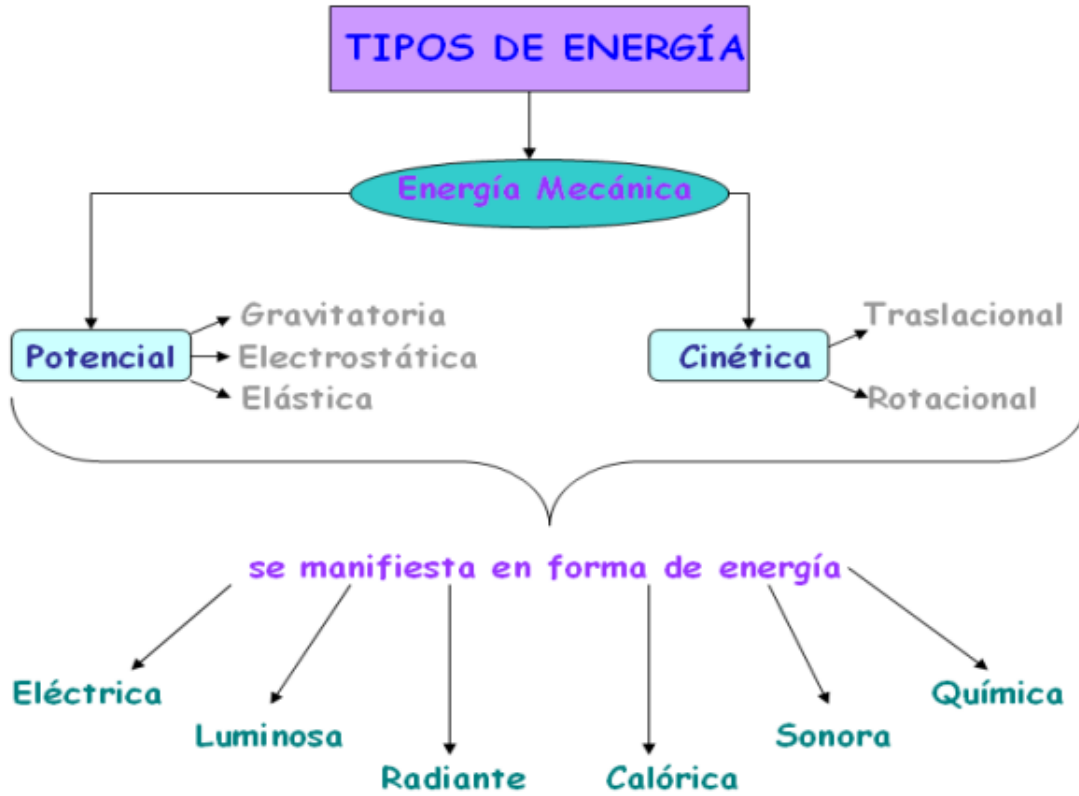 TIPOS DE ENERGÍA
Energía Mecánica
Potencial
Gravitatoria
Electrostática
Elástica
Cinética
Traslacional
Rotacional
se manifiesta en forma de energía
Eléctrica
Luminosa
Radiante
Calórica
Sonora
Química